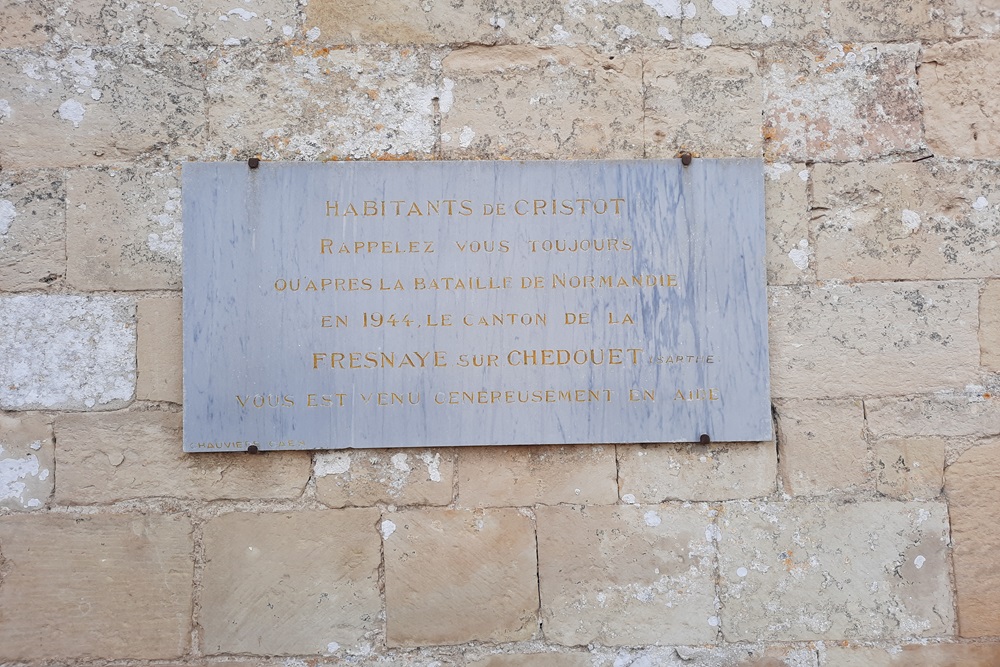 HABITANTS DE CRISTOT
RAPPELEZ VOUS TOUJOURS
QU'APRES LA BATAILLE DE NORMANDIE
EN 1944, LE CANTON DE LA
FRESNAYE SUR CHEDOUET (SARTHE)
VOUS EST VENU GENEREUSEMENT EN AIDE